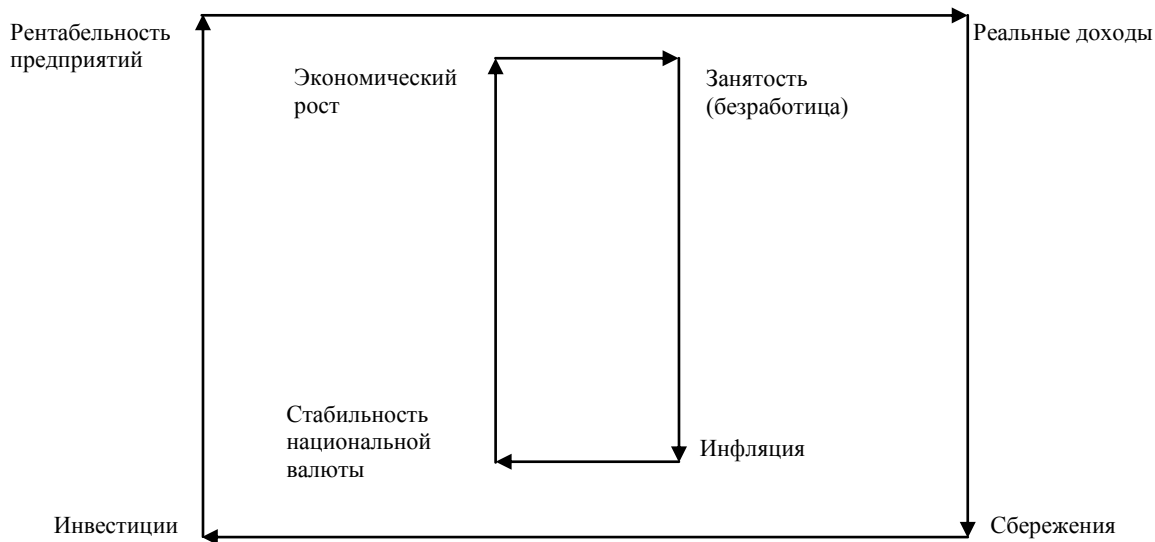 Рентабельность
предприятий
Реальные доходы
Экономический
рост
Занятость
(безработица)
Стабильность
национальной
валюты
Инфляция
Инвестиции
Сбережения